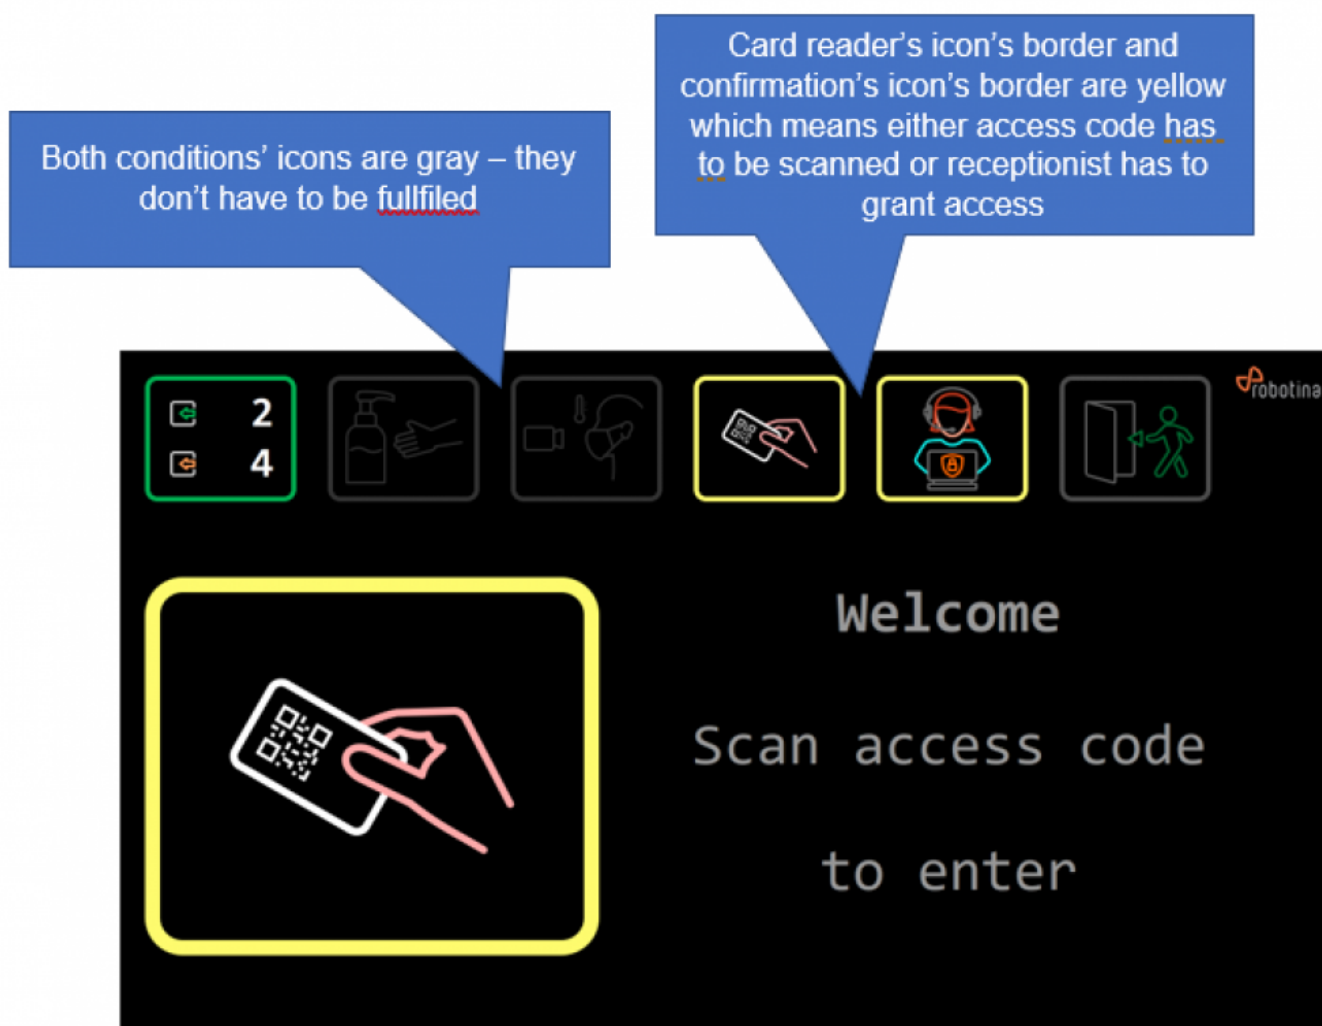 Card reader’s icon’s border and
confirmation’s icon’s border are yellow
which means either access code has
to be scanned or receptionist has to
grant access
Both conditions’ icons are gray – they
don’t have to be fullfiled
2
4
robotina
Welcome
Scan access code
to enter